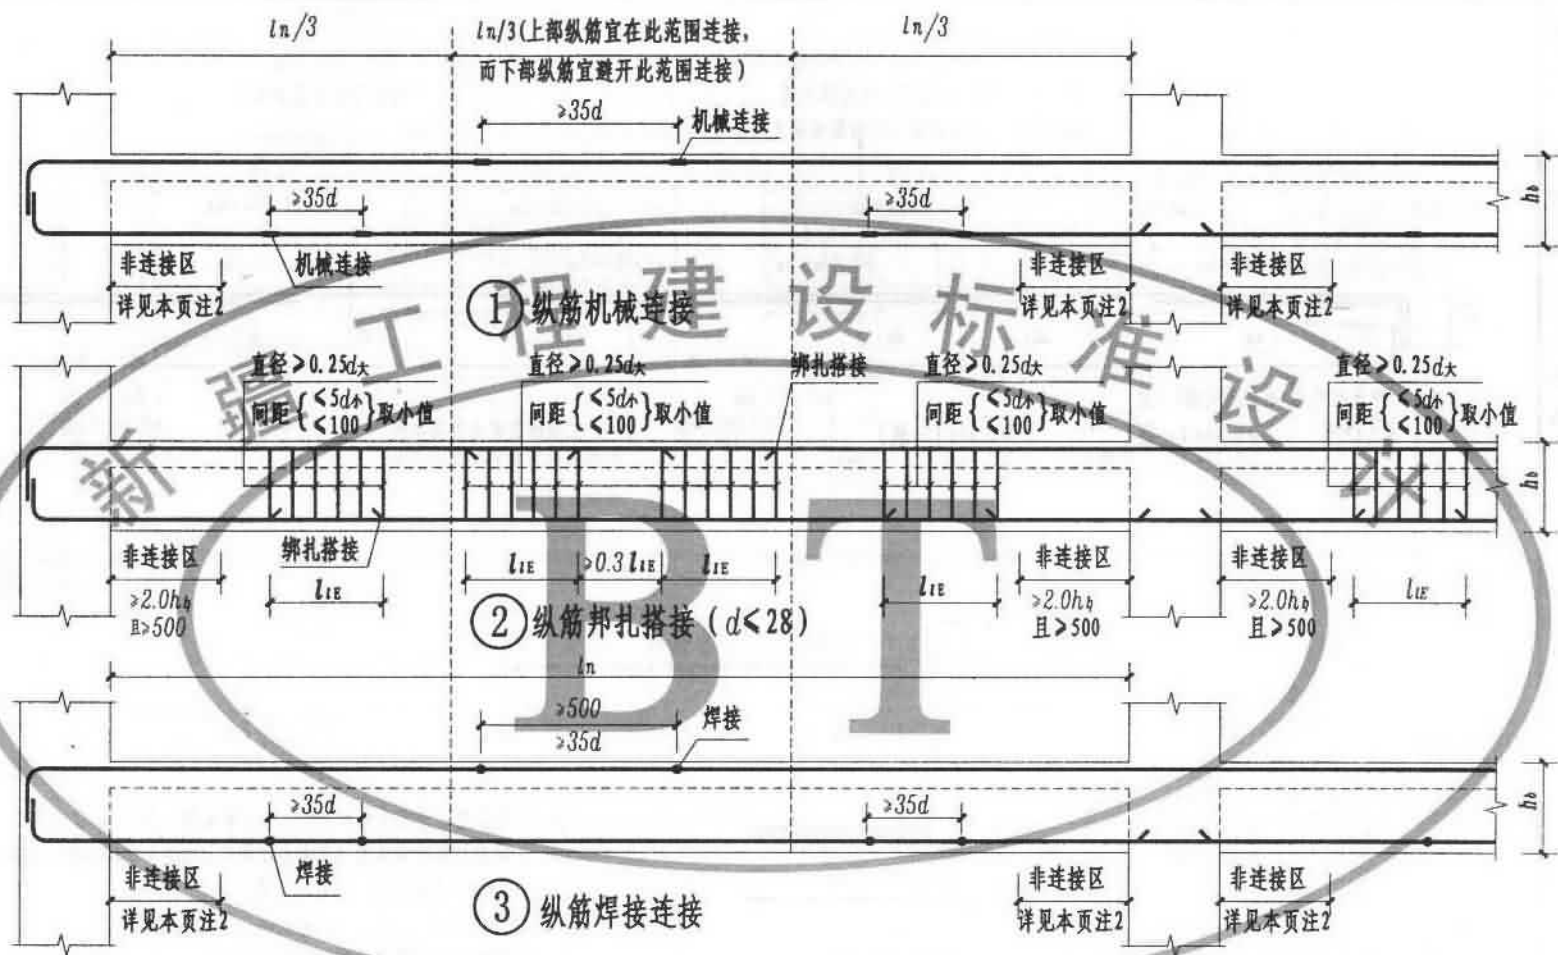 ln/3
ln/3(上部纵筋宜在此范围连接,
而下部纵筋宜避开此范围连接)
ln/3
≥35d
机械连接
≥35d
≥35d
hb
非连接区
详见本页注2
机械连接
① 纵筋机械连接
非连接区
详见本页注2
非连接区
详见本页注2
直径≥0.25d大
间距{≤5d小 ≤100}取小值
直径≥0.25d大
间距{≤5d小 ≤100}取小值
绑扎搭接
直径≥0.25d大
间距{≤5d小 ≤100}取小值
直径≥0.25d大
间距{≤5d小 ≤100}取小值
hb
非连接区
≥2.0hb
且≥500
绑扎搭接
llE
llE
≥0.3llE
llE
② 纵筋邦扎搭接(d≤28)
llE
非连接区
≥2.0hb
且≥500
非连接区
≥2.0hb
且≥500
llE
ln
≥500
≥35d
焊接
≥35d
≥35d
hb
非连接区
详见本页注2
焊接
③ 纵筋焊接连接
非连接区
详见本页注2
非连接区
详见本页注2
新疆工程建设标准设计
BT